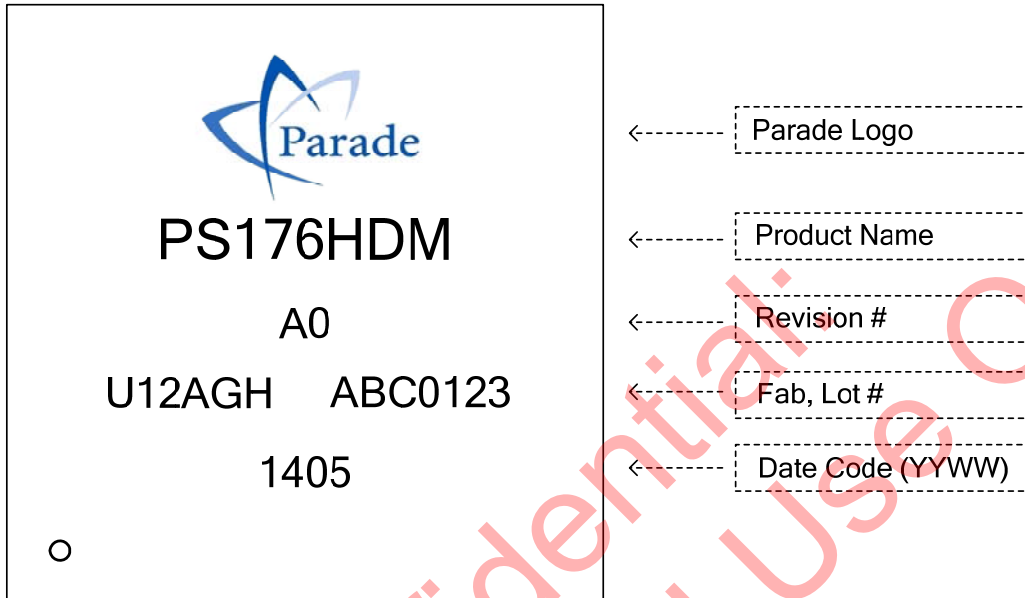 Parade
Parade Logo
PS176HDM
Product Name
A0
Revision #
U12AGH ABC0123
Fab, Lot #
1405
Date Code (YYWW)